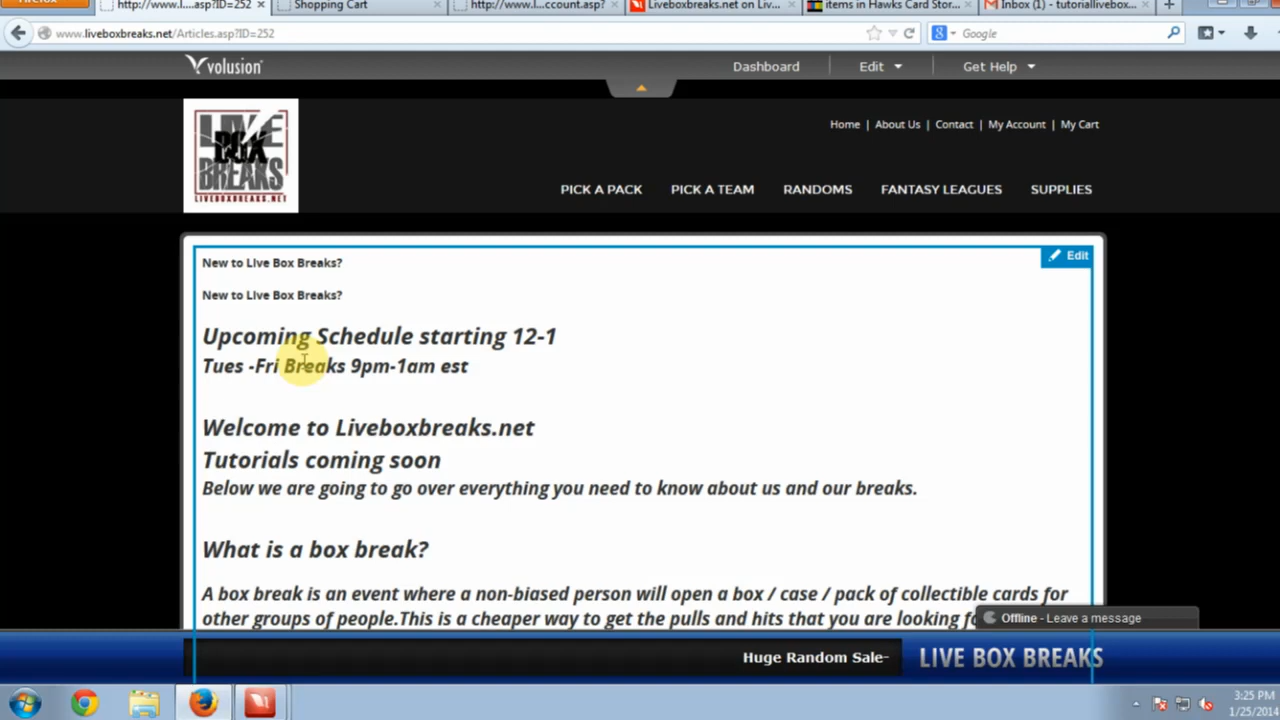 Firefox
http://www.l....asp?ID=252
Shopping Cart
http://www.l...ccount.asp?
Liveboxbreaks.net on Liv...
items in Hawks Card Stor...
Inbox (1) - tutoriallivebox...
www.liveboxbreaks.net/Articles.asp?ID=252
Google
volusion
Dashboard
Edit
Get Help
LIVE
BOX
BREAKS
LIVEBOXBREAKS.NET
Home | About Us | Contact | My Account | My Cart
PICK A PACK
PICK A TEAM
RANDOMS
FANTASY LEAGUES
SUPPLIES
Edit
New to Live Box Breaks?
New to Live Box Breaks?
Upcoming Schedule starting 12-1
Tues -Fri Breaks 9pm-1am est
Welcome to Liveboxbreaks.net
Tutorials coming soon
Below we are going to go over everything you need to know about us and our breaks.
What is a box break?
A box break is an event where a non-biased person will open a box / case / pack of collectible cards for
other groups of people.This is a cheaper way to get the pulls and hits that you are looking
Offline - Leave a message
Huge Random Sale-
LIVE BOX BREAKS
3:25 PM
1/25/2014